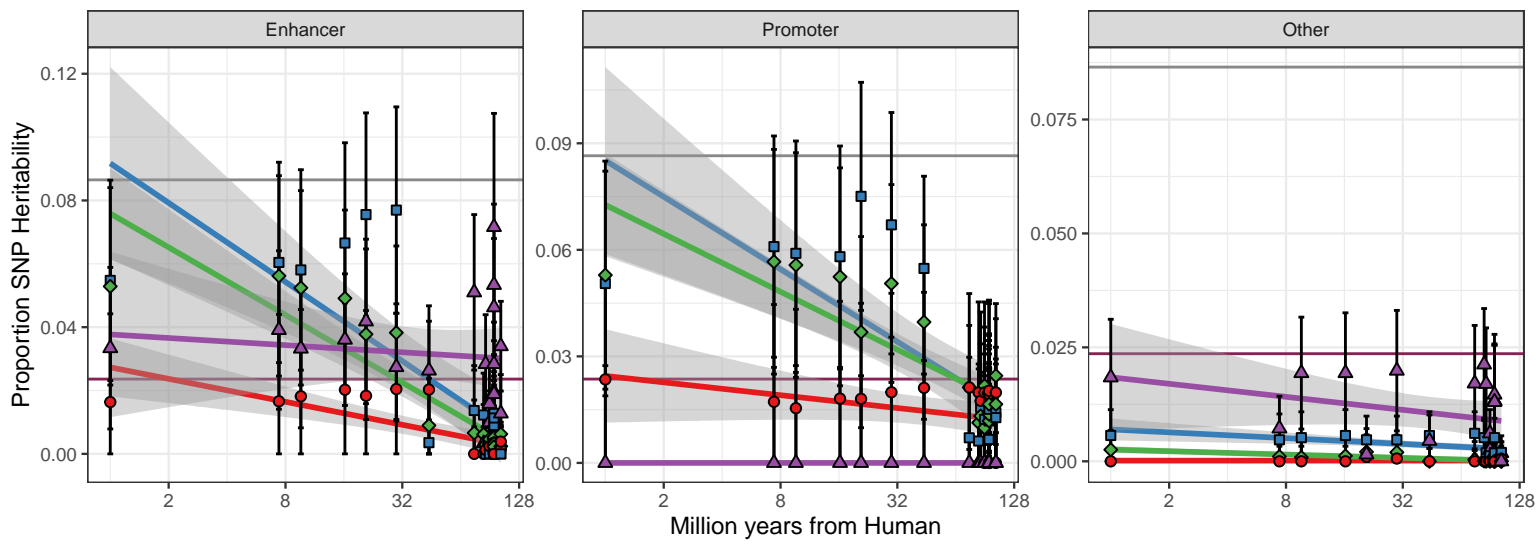 Enhancer
Promoter
Other
Proportion SNP Heritability
0.12
0.08
0.04
0.00
0.09
0.06
0.03
0.00
0.075
0.050
0.025
0.000
2 8 32 128
2 8 32 128
2 8 32 128
Million years from Human